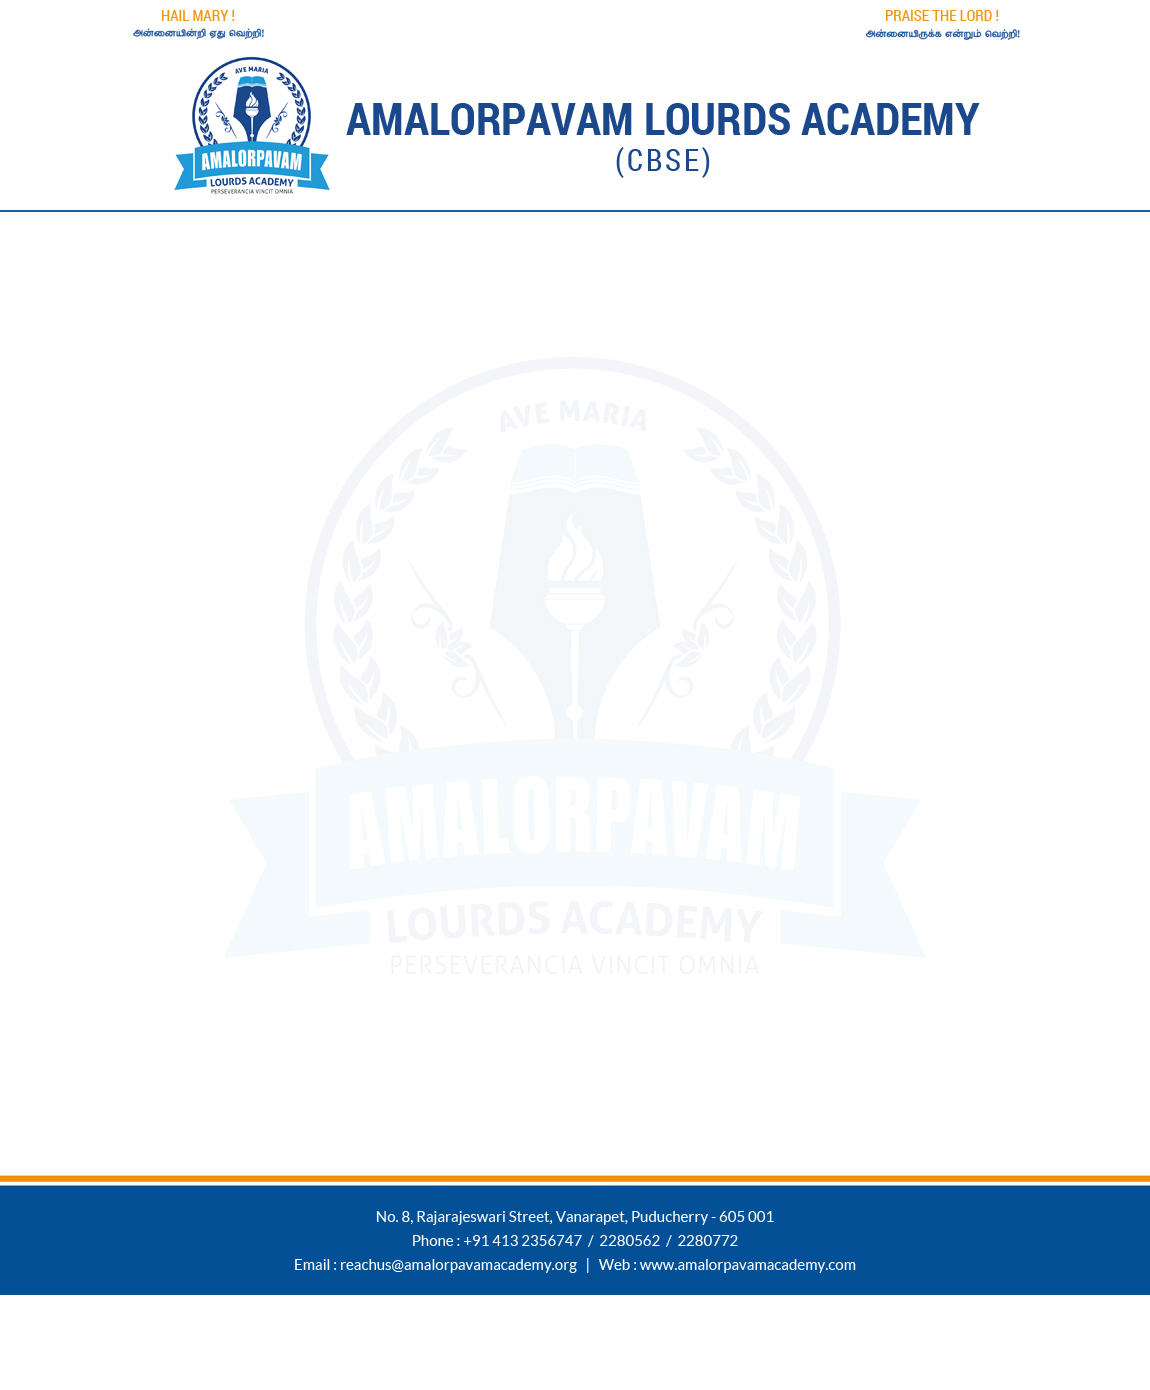 HAIL MARY !
அன்னையின்றி ஏது வெற்றி!
PRAISE THE LORD !
அன்னையிருக்க என்றும் வெற்றி!
AVE MARIA
AMALORPAVAM
LOURDS ACADEMY
PERSEVERANCIA VINCIT OMNIA
AMALORPAVAM LOURDS ACADEMY
(CBSE)
AVE MARIA
AMALORPAVAM
LOURDS ACADEMY
PERSEVERANCIA VINCIT OMNIA
No. 8, Rajarajeswari Street, Vanarapet, Puducherry - 605 001
Phone : +91 413 2356747 / 2280562 / 2280772
Email : reachus@amalorpavamacademy.org | Web : www.amalorpavamacademy.com